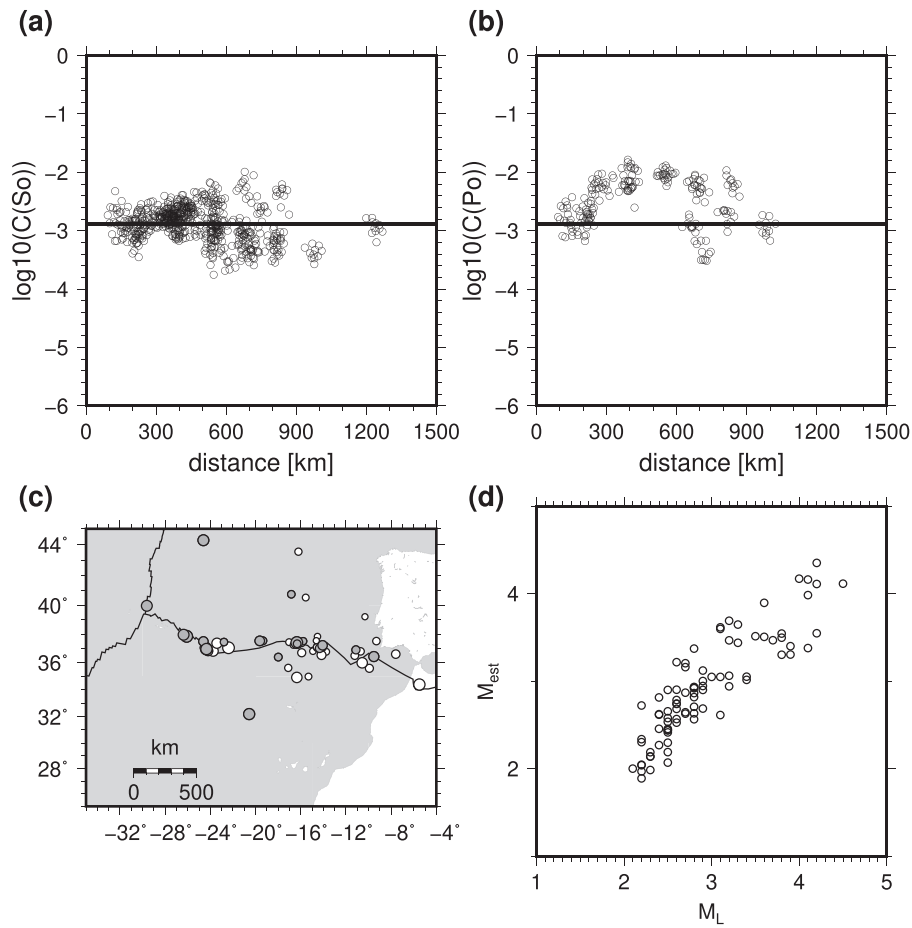 (a)
(b)
0
−1
−2
−3
−4
−5
−6
log10(C(So))
0 300 600 900 1200 1500
distance [km]
0
−1
−2
−3
−4
−5
−6
log10(C(Po))
0 300 600 900 1200 1500
distance [km]
(c)
44˚
40˚
36˚
32˚
28˚
km
0 500
−32˚ −28˚ −24˚ −20˚ −16˚ −12˚ −8˚ −4˚
(d)
4
2
Mest
1 2 3 4 5
ML